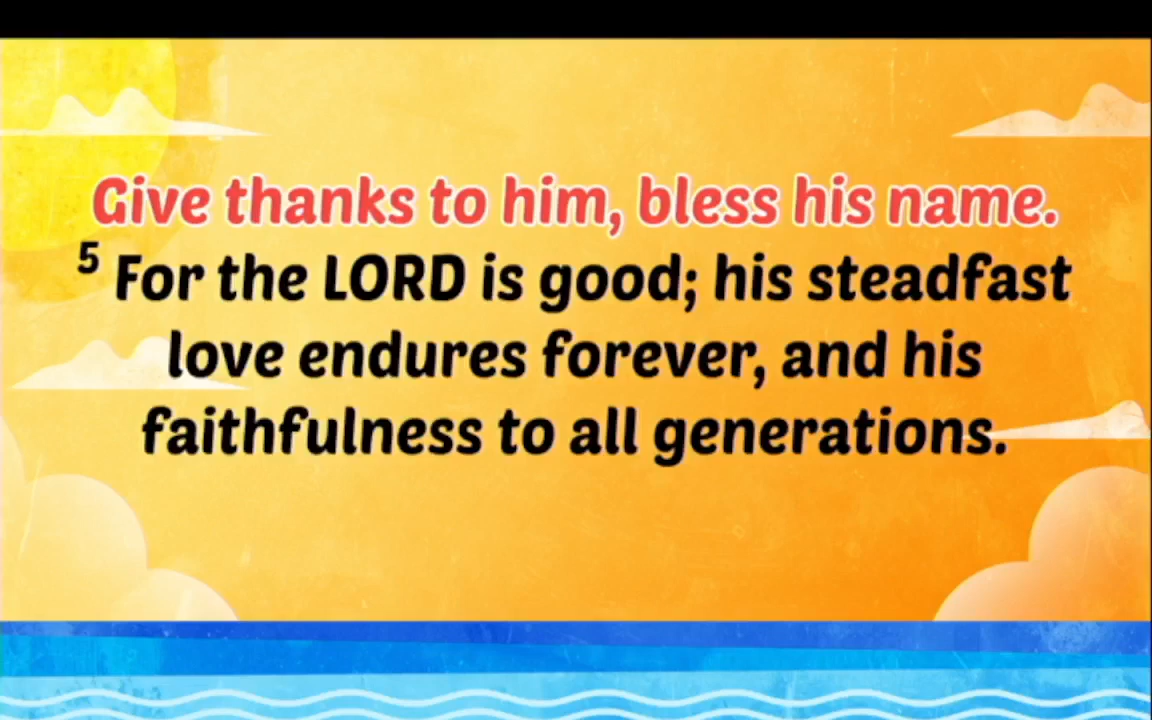 Give thanks to him, bless his name.
5 For the LORD is good; his steadfast
love endures forever, and his
faithfulness to all generations.